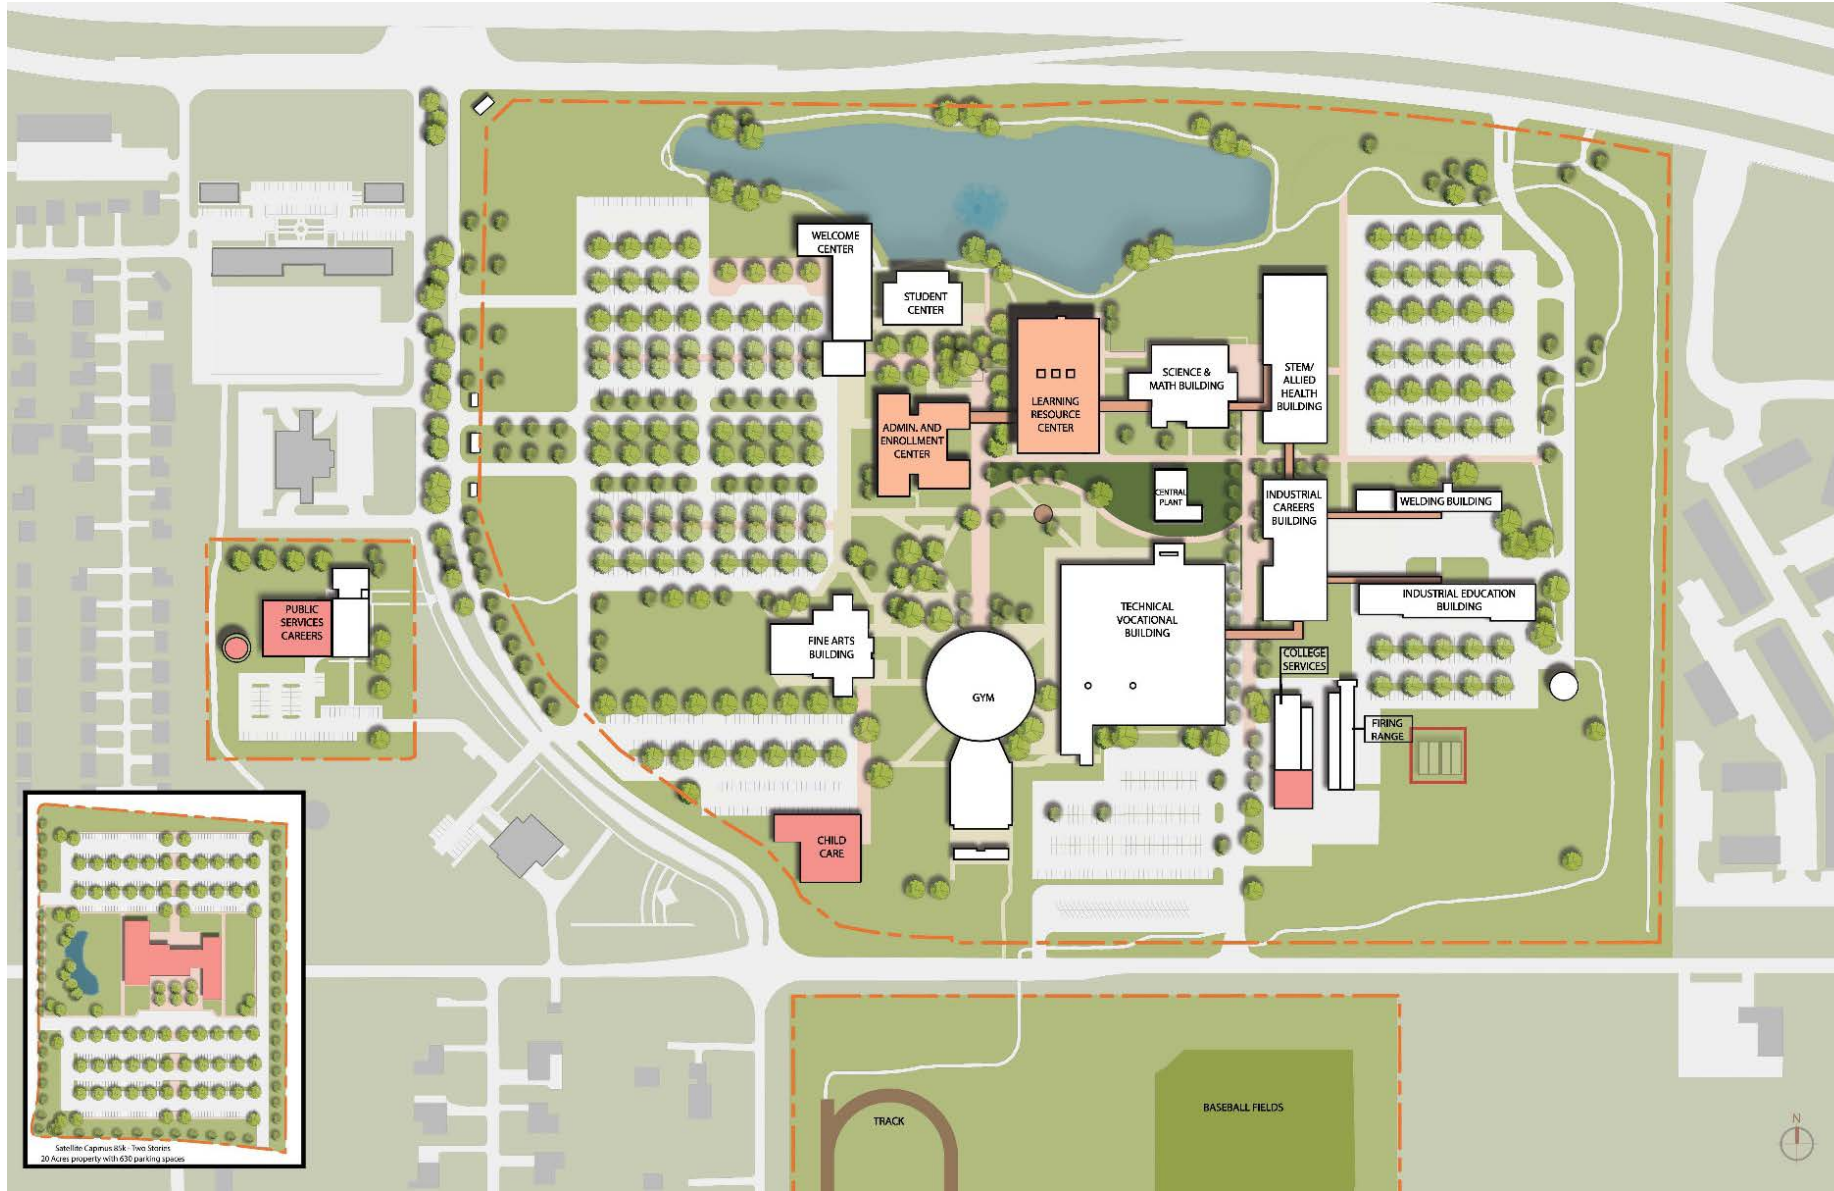 WELCOME
CENTER
STUDENT
CENTER
LEARNING
RESOURCE
CENTER
SCIENCE &
MATH BUILDING
STEM/
ALLIED
HEALTH
BUILDING
ADMIN. AND
ENROLLMENT
CENTER
CENTRAL
PLANT
INDUSTRIAL
CAREERS
BUILDING
WELDING BUILDING
PUBLIC
SERVICES
CAREERS
FINE ARTS
BUILDING
TECHNICAL
VOCATIONAL
BUILDING
INDUSTRIAL EDUCATION
BUILDING
COLLEGE
SERVICES
GYM
FIRING
RANGE
CHILD
CARE
TRACK
BASEBALL FIELDS
N
Satellite Capmus 85k - Two Stories
20 Acres property with 630 parking spaces